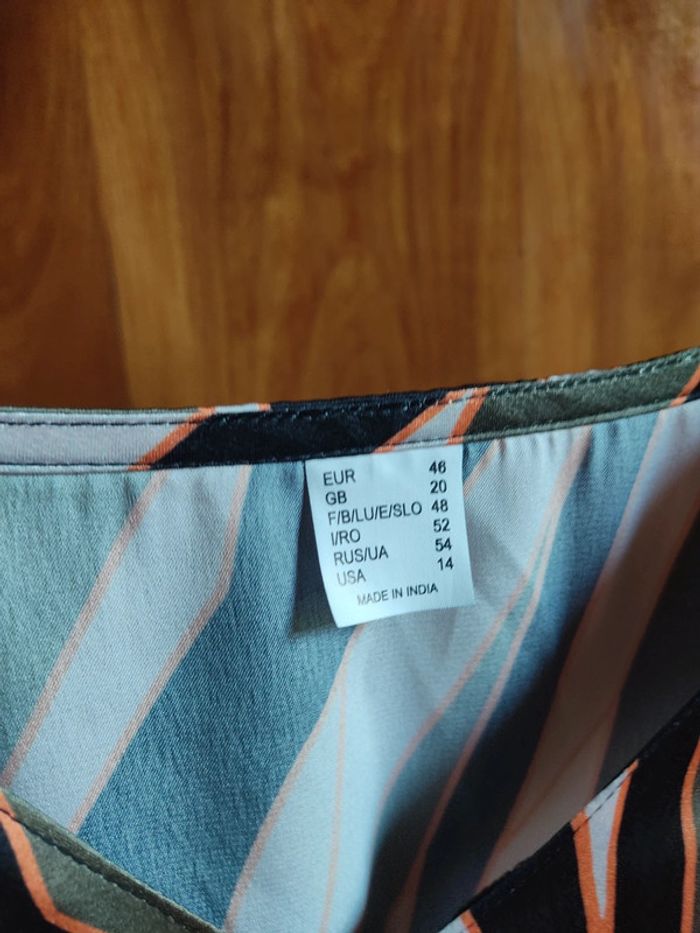 EUR 46
GB 20
F/B/LU/E/SLO 48
I/RO 52
RUS/UA 54
USA 14
MADE IN INDIA